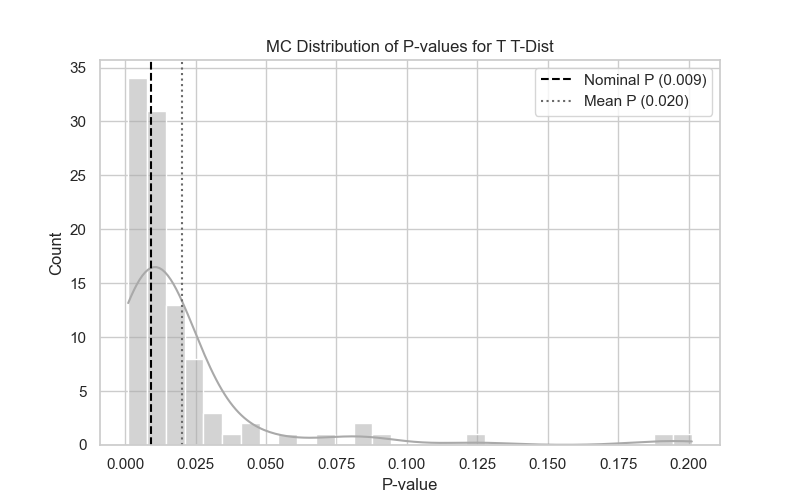 MC Distribution of P-values for T T-Dist
Nominal P (0.009)
Mean P (0.020)
35
30
25
20
15
10
5
0
Count
0.000 0.025 0.050 0.075 0.100 0.125 0.150 0.175 0.200
P-value